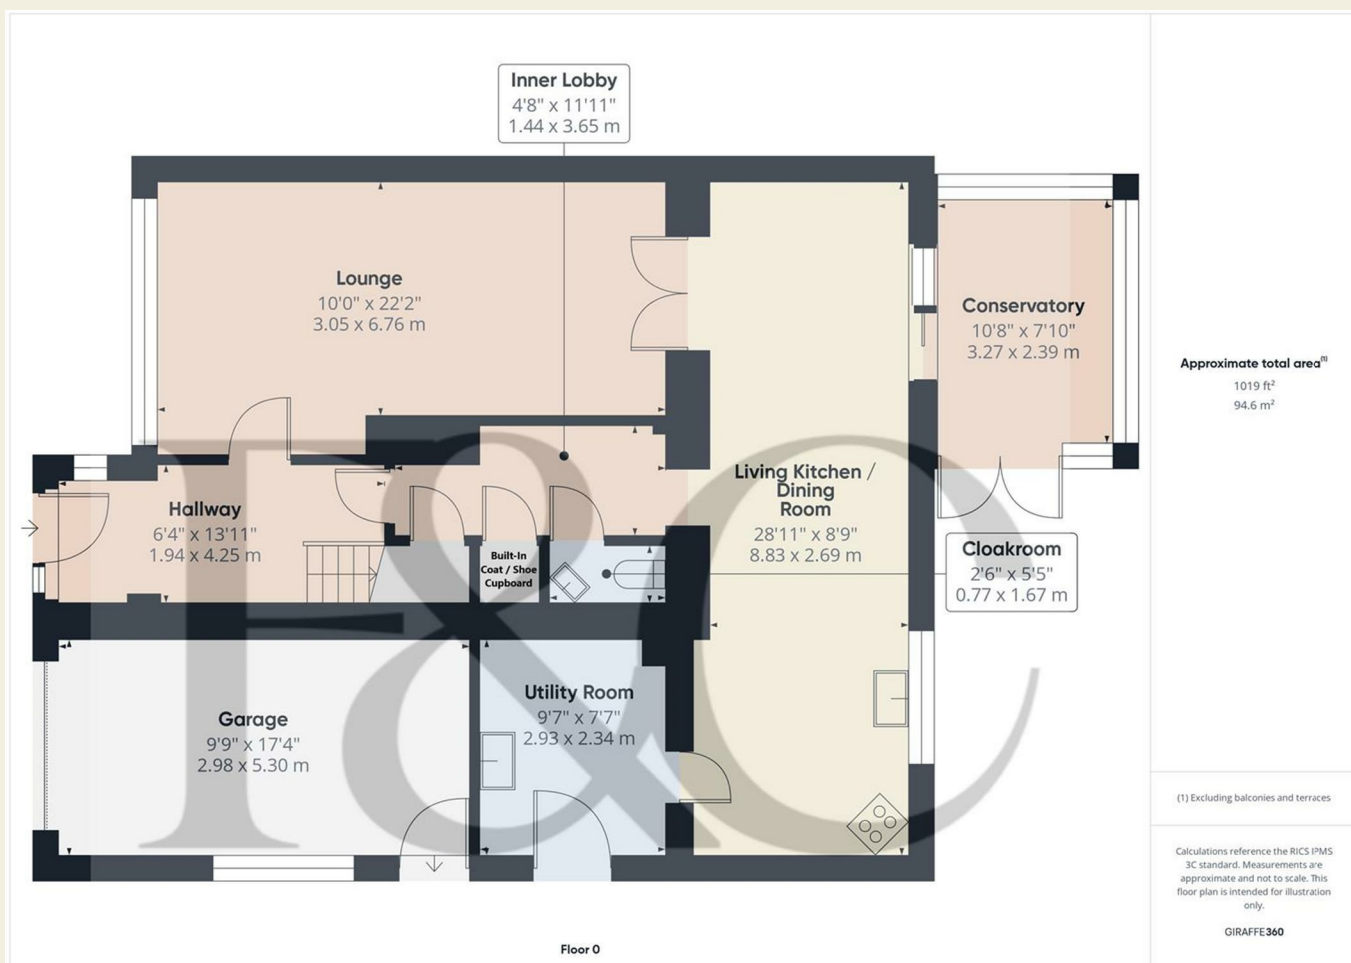 Inner Lobby
4'8" x 11'11"
1.44 x 3.65 m
Lounge
10'0" x 22'2"
3.05 x 6.76 m
Conservatory
10'8" x 7'10"
3.27 x 2.39 m
Approximate total area(1)
1019 ft²
94.6 m²
Living Kitchen /
Dining
Room
28'11" x 8'9"
8.83 x 2.69 m
Hallway
6'4" x 13'11"
1.94 x 4.25 m
Built-In
Coat / Shoe
Cupboard
Cloakroom
2'6" x 5'5"
0.77 x 1.67 m
Utility Room
9'7" x 7'7"
2.93 x 2.34 m
Garage
9'9" x 17'4"
2.98 x 5.30 m
F&C
(1) Excluding balconies and terraces
Calculations reference the RICS IPMS
3C standard. Measurements are
approximate and not to scale. This
floor plan is intended for illustration
only.
GIRAFFE360
Floor 0